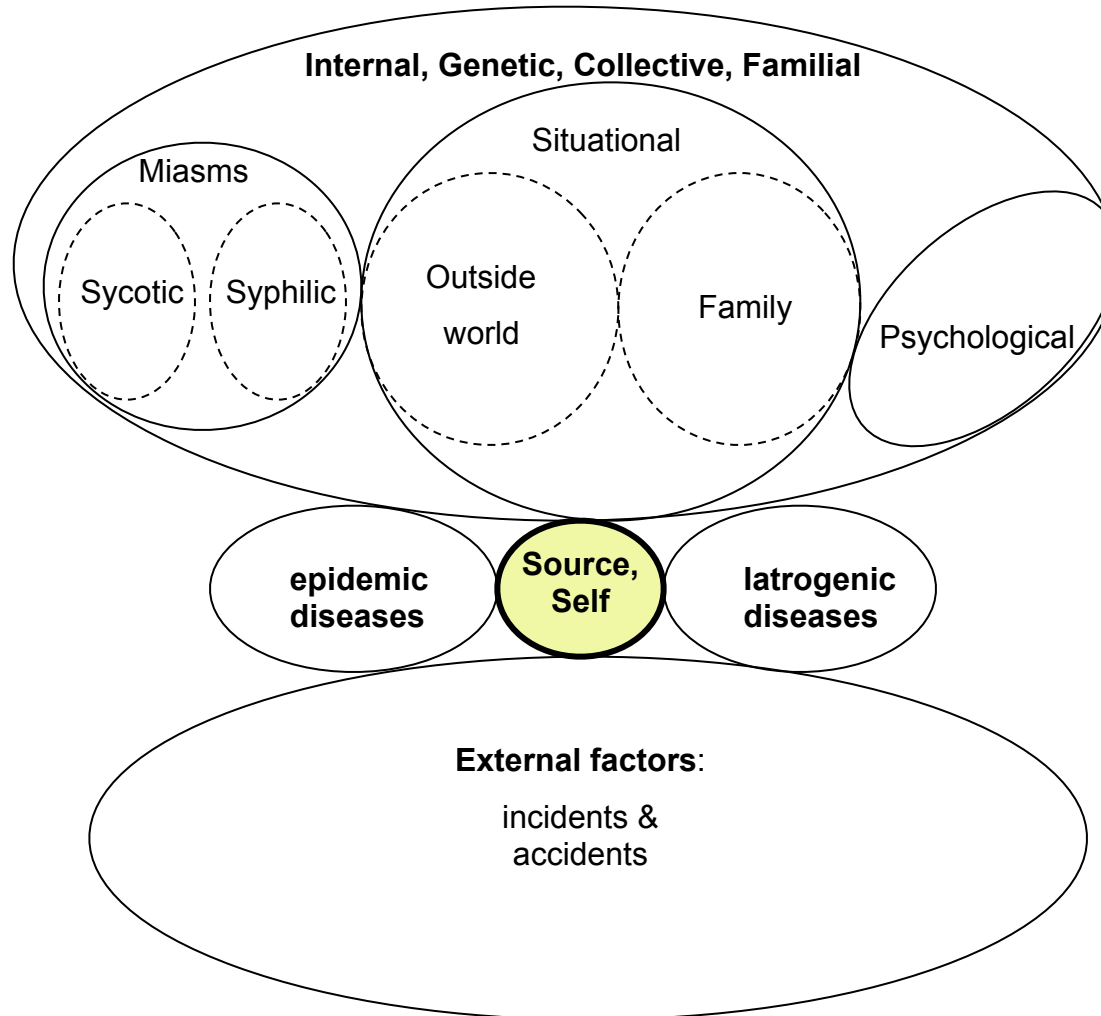 Internal, Genetic, Collective, Familial
Situational
Miasms
Sycotic
Syphilic
Outside
world
Family
Psychological
epidemic
diseases
Source,
Self
Iatrogenic
diseases
External factors:
incidents &
accidents